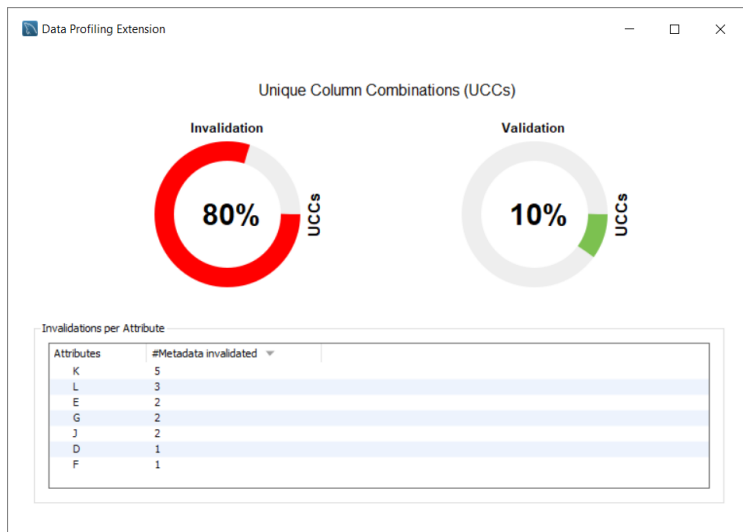 Data Profiling Extension
Unique Column Combinations (UCCs)
Invalidation
80%
UCCs
Validation
10%
UCCs
Invalidations per Attribute
Attributes #Metadata invalidated
K 5
L 3
E 2
G 2
J 2
D 1
F 1